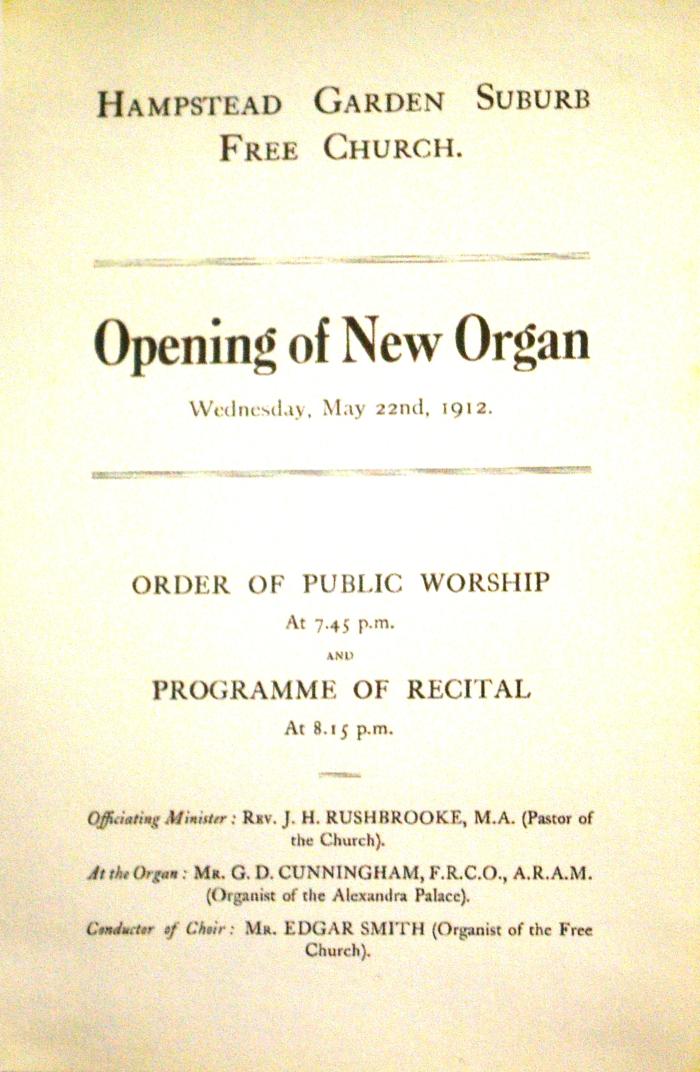 HAMPSTEAD GARDEN SUBURB
FREE CHURCH.
Opening of New Organ
Wednesday, May 22nd, 1912.
ORDER OF PUBLIC WORSHIP
At 7.45 p.m.
AND
PROGRAMME OF RECITAL
At 8.15 p.m.
Officiating Minister : REV. J. H. RUSHBROOKE, M.A. (Pastor of
the Church).
At the Organ : MR. G. D. CUNNINGHAM, F.R.C.O., A.R.A.M.
(Organist of the Alexandra Palace).
Conductor of Choir : MR. EDGAR SMITH (Organist of the Free
Church).